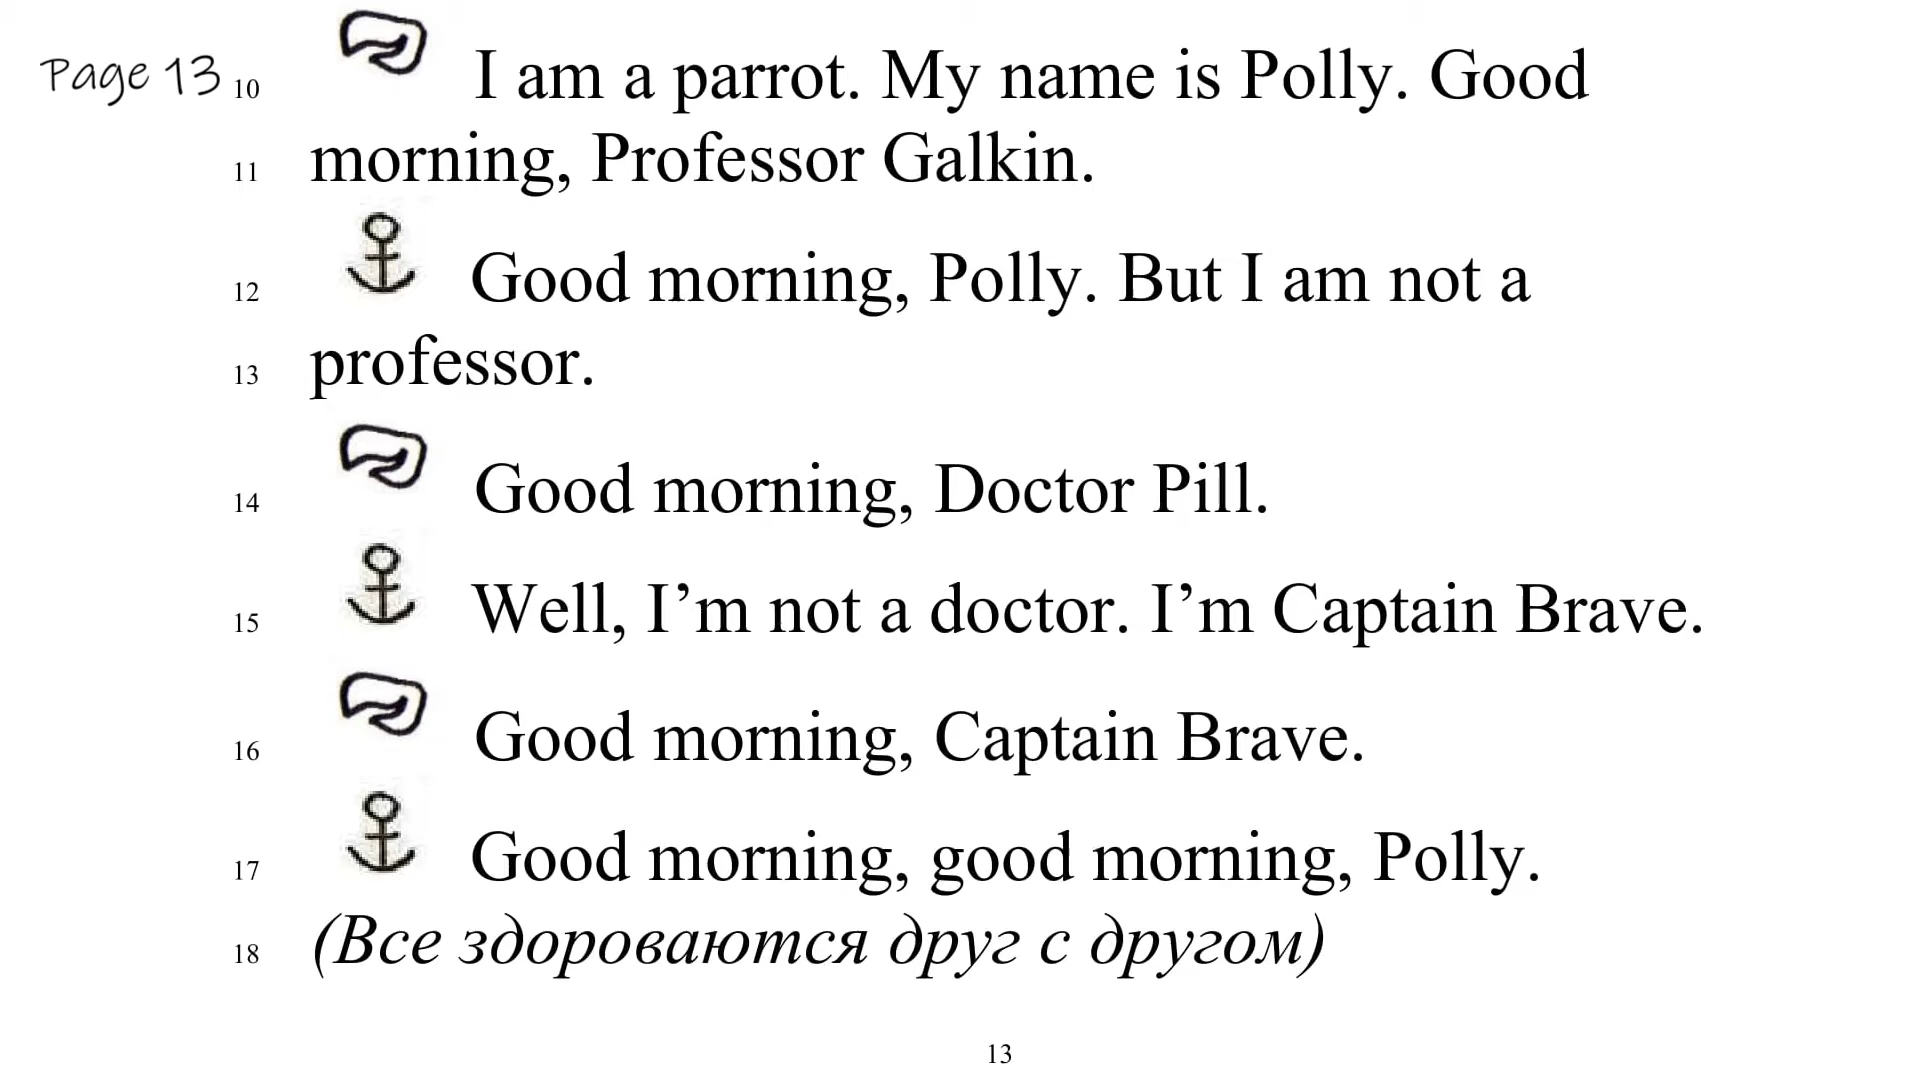 Page 13
10 I am a parrot. My name is Polly. Good
11 morning, Professor Galkin.
12 Good morning, Polly. But I am not a
13 professor.
14 Good morning, Doctor Pill.
15 Well, I’m not a doctor. I’m Captain Brave.
16 Good morning, Captain Brave.
17 Good morning, good morning, Polly.
18 (Все здороваются друг с другом)
13